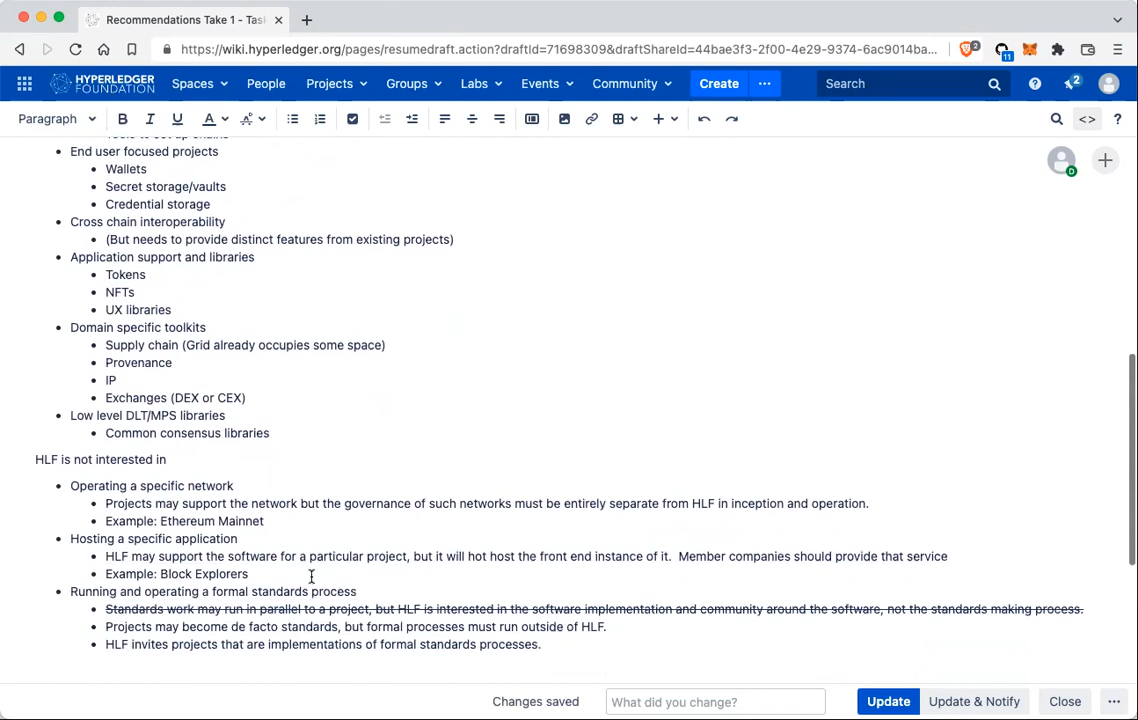 Recommendations Take 1 - Tas
https://wiki.hyperledger.org/pages/resumedraft.action?draftId=71698309&draftShareId=44bae3f3-2f00-4e29-9374-6ac9014ba...
2
11
HYPERLEDGER
FOUNDATION
Spaces
People
Projects
Groups
Labs
Events
Community
Create
Search
2
Paragraph
B I U A
Tools to set up chains
End user focused projects
Wallets
Secret storage/vaults
Credential storage
Cross chain interoperability
(But needs to provide distinct features from existing projects)
Application support and libraries
Tokens
NFTs
UX libraries
Domain specific toolkits
Supply chain (Grid already occupies some space)
Provenance
IP
Exchanges (DEX or CEX)
Low level DLT/MPS libraries
Common consensus libraries
HLF is not interested in
Operating a specific network
Projects may support the network but the governance of such networks must be entirely separate from HLF in inception and operation.
Example: Ethereum Mainnet
Hosting a specific application
HLF may support the software for a particular project, but it will hot host the front end instance of it. Member companies should provide that service
Example: Block Explorers
Running and operating a formal standards process
Standards work may run in parallel to a project, but HLF is interested in the software implementation and community around the software, not the standards making process.
Projects may become de facto standards, but formal processes must run outside of HLF.
HLF invites projects that are implementations of formal standards processes.
D
Changes saved
What did you change?
Update
Update & Notify
Close